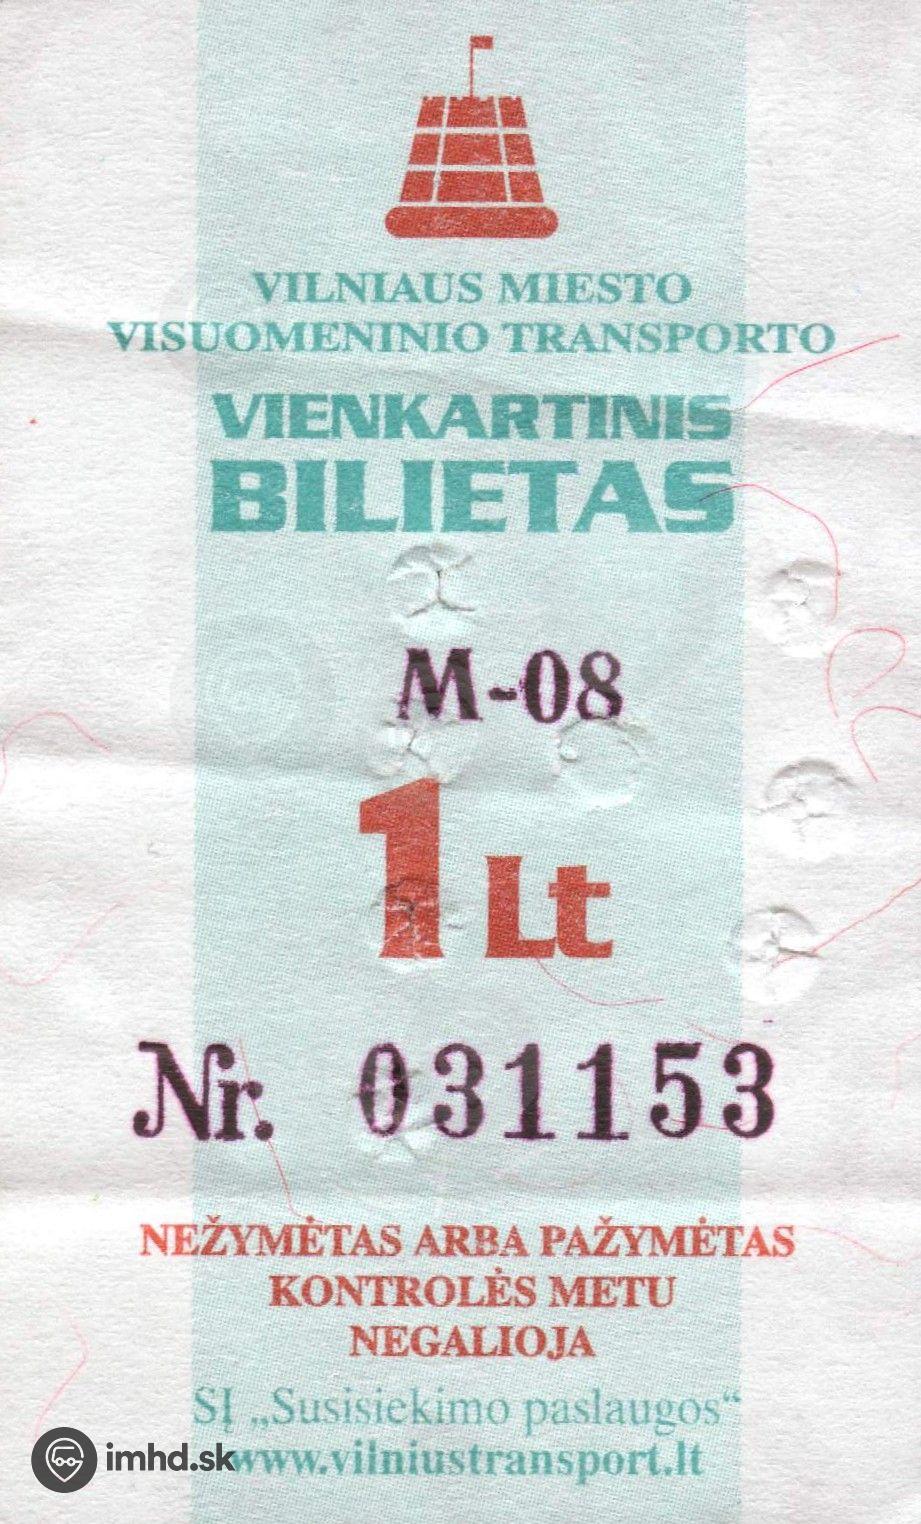 VILNIAUS MIESTO
VISUOMENINIO TRANSPORTO
VIENKARTINIS
BILIETAS
M-08
1 Lt
Nr. 031153
NEŽYMĖTAS ARBA PAŽYMĖTAS
KONTROLĖS METU
NEGALIOJA
SĮ „Susisiekimo paslaugos“
www.vilniustransport.lt
imhd.sk